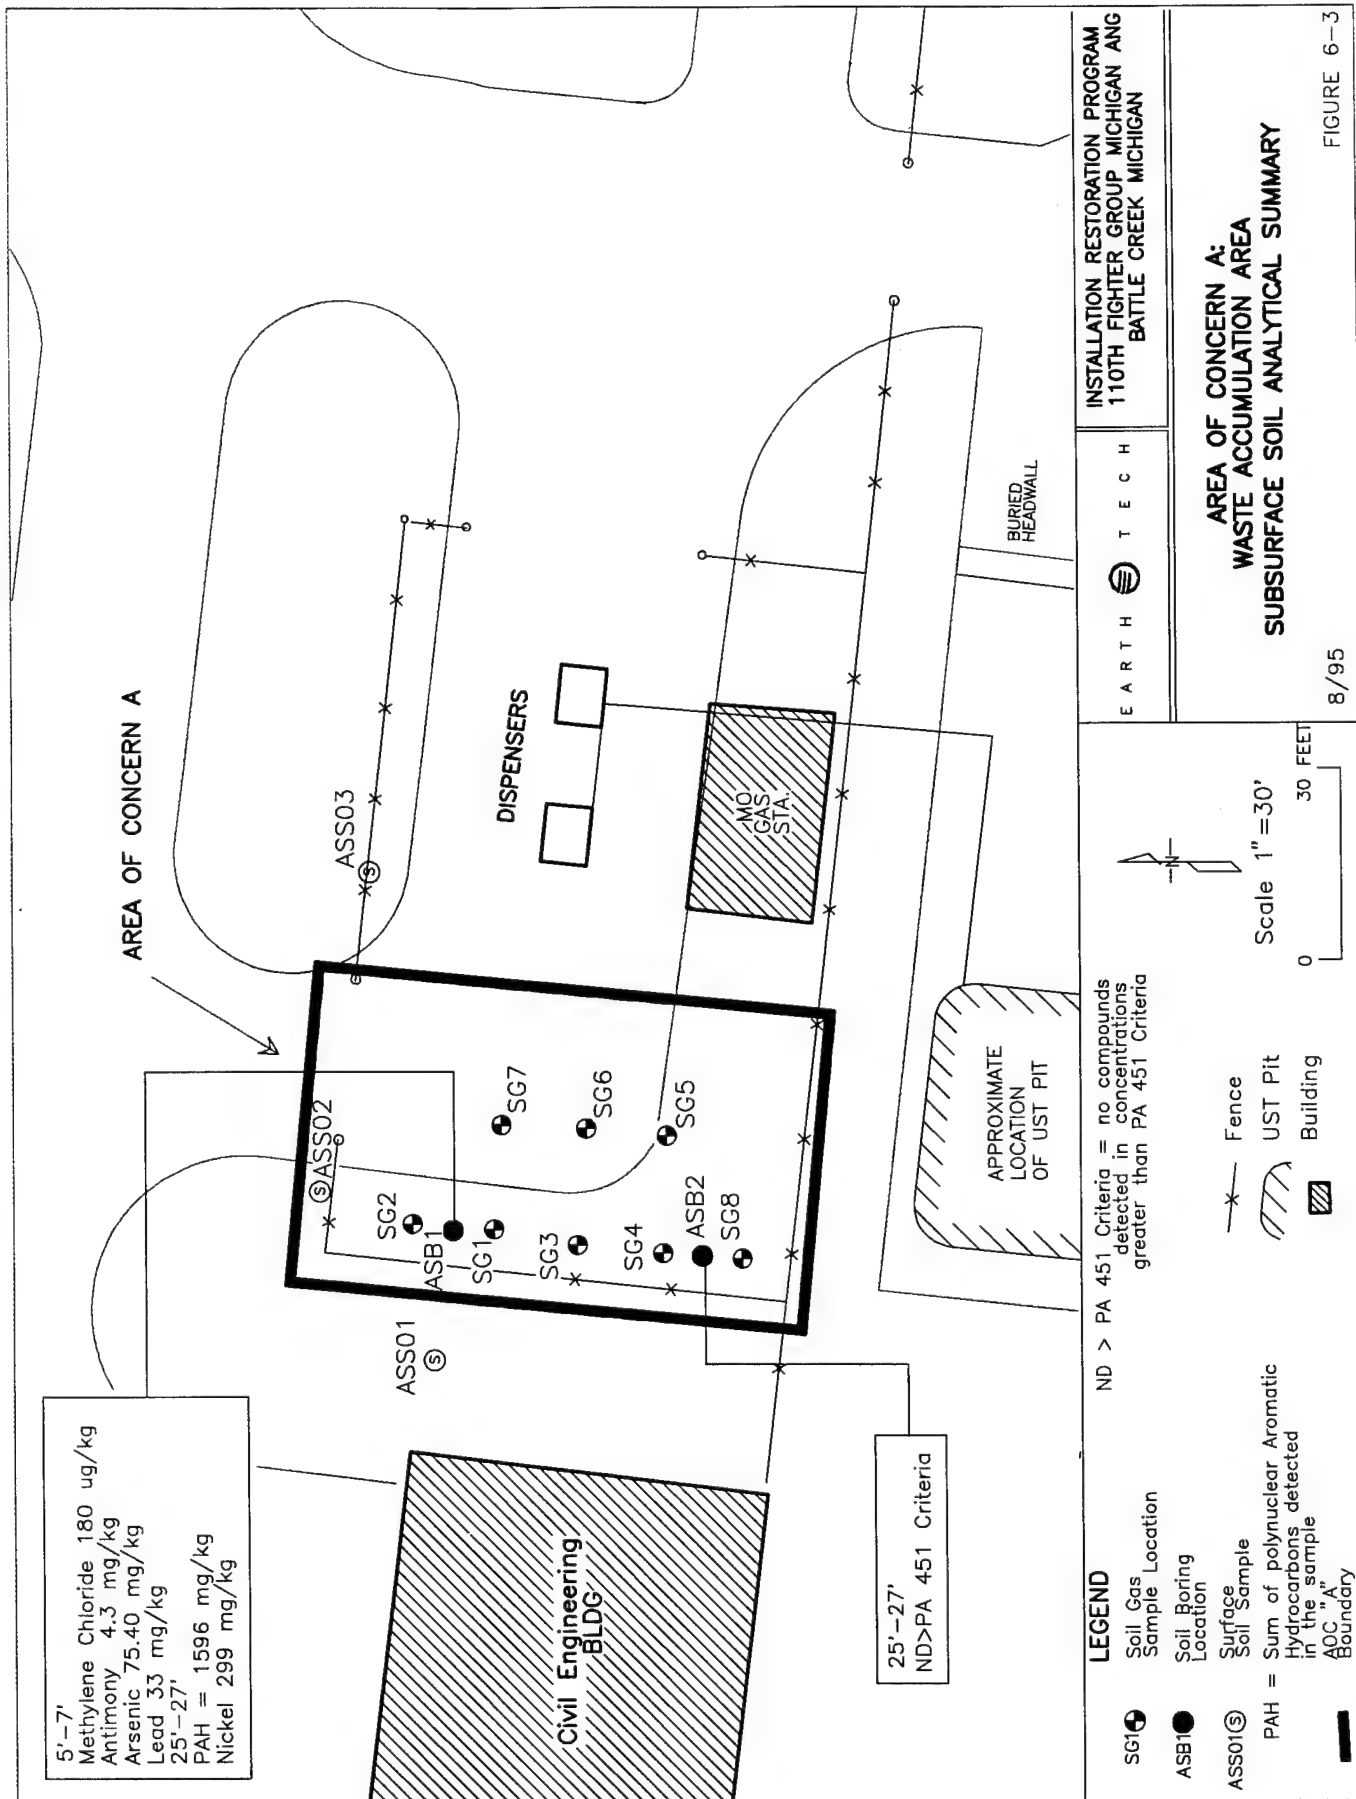 5'-7'
Methylene Chloride 180 ug/kg
Antimony 4.3 mg/kg
Arsenic 75.40 mg/kg
Lead 33 mg/kg
25'-27'
PAH = 1596 mg/kg
Nickel 299 mg/kg
AREA OF CONCERN A
ASS03
ASS02
ASS01
SG2
ASB1
SG1
SG3
SG4
ASB2
SG8
SG7
SG6
SG5
DISPENSERS
MO
GAS
STA.
Civil Engineering
BLDG
BURIED
HEADWALL
APPROXIMATE
LOCATION
OF UST PIT
25'-27'
ND>PA 451 Criteria
LEGEND
SG1
Soil Gas
Sample Location
ASB1
Soil Boring
Location
ASS01 S
Surface
Soil Sample
PAH = Sum of polynuclear Aromatic
Hydrocarbons detected
in the sample
AOC "A"
Boundary
ND > PA 451 Criteria = no compounds
detected in concentrations
greater than PA 451 Criteria
Fence
UST Pit
Building
N
Scale 1"=30'
0 30 FEET
EARTH TECH
INSTALLATION RESTORATION PROGRAM
110TH FIGHTER GROUP MICHIGAN ANG
BATTLE CREEK MICHIGAN
AREA OF CONCERN A:
WASTE ACCUMULATION AREA
SUBSURFACE SOIL ANALYTICAL SUMMARY
8/95
FIGURE 6-3